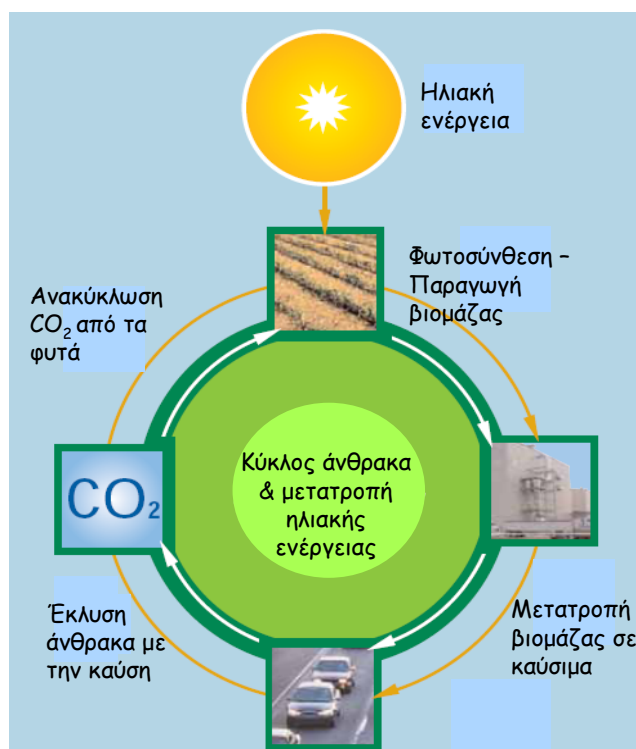 Ηλιακή
ενέργεια
Φωτοσύνθεση –
Παραγωγή
βιομάζας
Ανακύκλωση
CO₂ από τα
φυτά
Κύκλος άνθρακα
& μετατροπή
ηλιακής
ενέργειας
CO₂
Έκλυση
άνθρακα με
την καύση
Μετατροπή
βιομάζας σε
καύσιμα